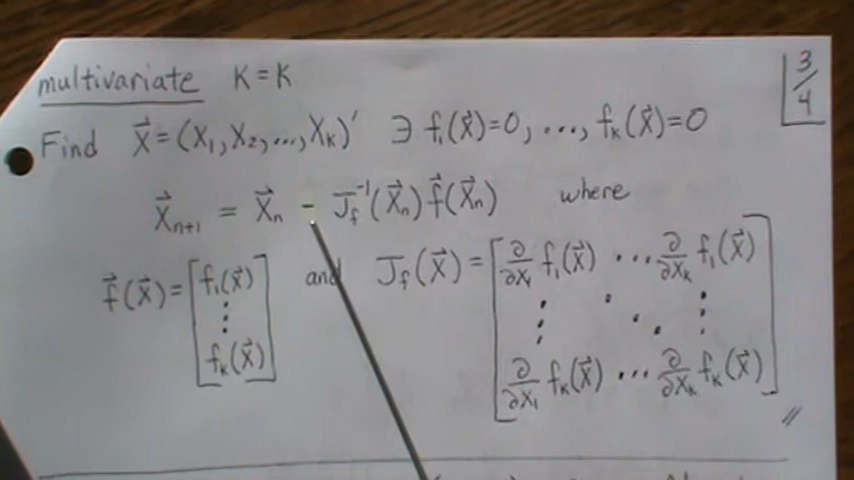 multivariate K=K
3/4
Find X⃗=(X₁,X₂,...,Xₖ)' ∋ f₁(X⃗)=0,...,fₖ(X⃗)=0
X⃗ₙ₊₁ = X⃗ₙ - J_f⁻¹(X⃗ₙ)f⃗(X⃗ₙ) where
f⃗(X⃗)=[f₁(X⃗) ⋮ fₖ(X⃗)] and J_f(X⃗)=[∂/∂X₁ f₁(X⃗) ... ∂/∂Xₖ f₁(X⃗)
⋮ ⋱ ⋮
∂/∂X₁ fₖ(X⃗) ... ∂/∂Xₖ fₖ(X⃗)] //